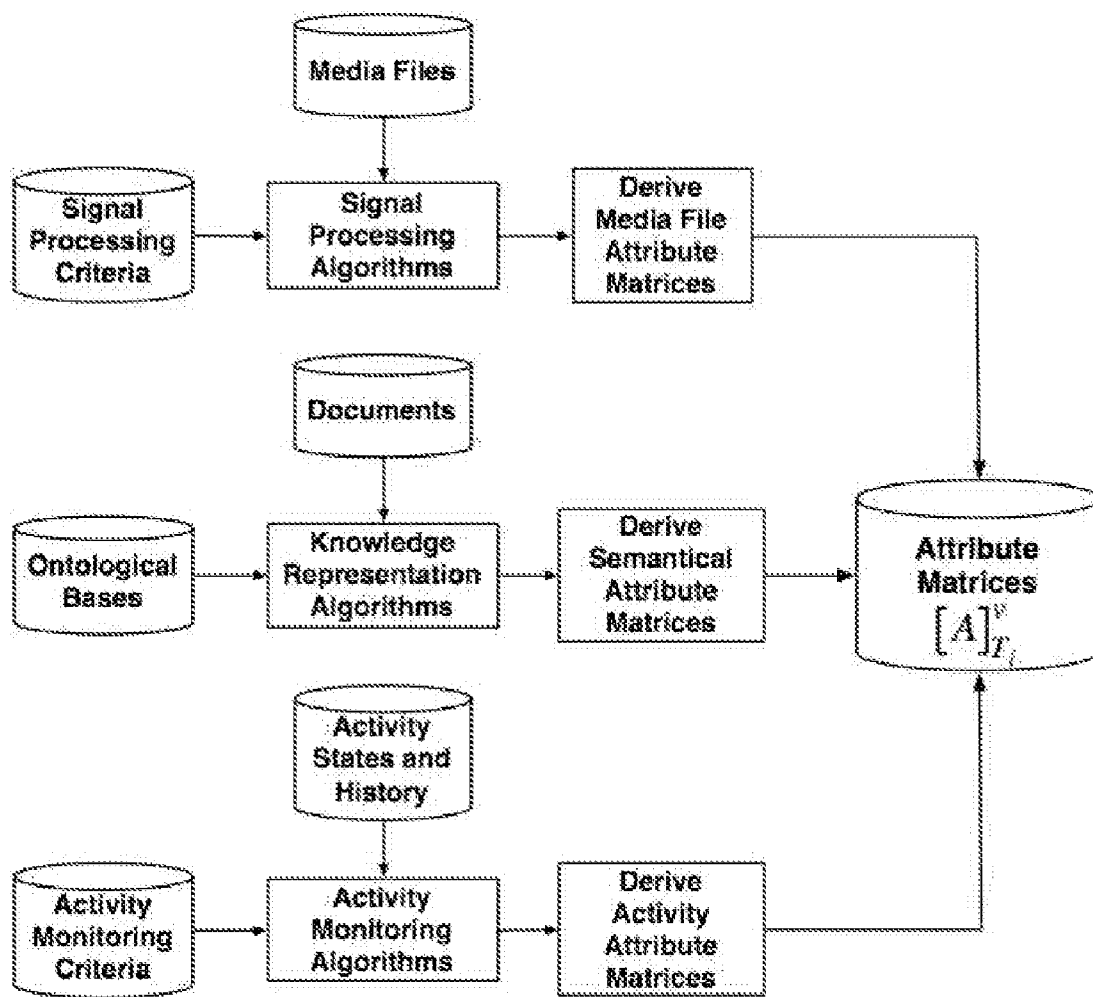 Media Files
Signal
Processing
Criteria
Signal
Processing
Algorithms
Derive
Media File
Attribute
Matrices
Documents
Ontological
Bases
Knowledge
Representation
Algorithms
Derive
Semantical
Attribute
Matrices
Attribute
Matrices
[A]^v_{T_i}
Activity
States and
History
Activity
Monitoring
Criteria
Activity
Monitoring
Algorithms
Derive
Activity
Attribute
Matrices